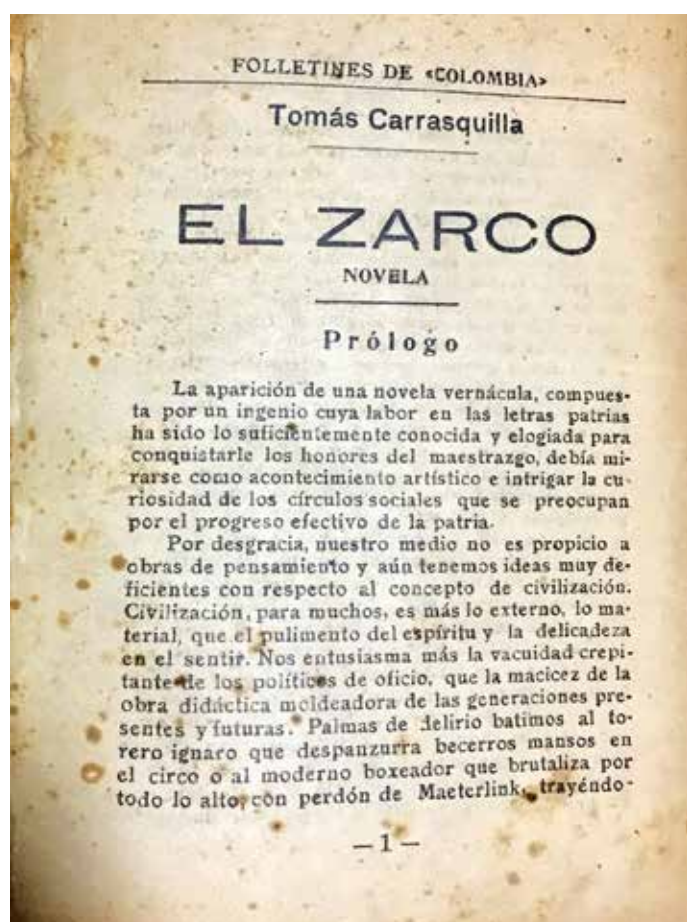 FOLLETINES DE «COLOMBIA»
Tomás Carrasquilla
EL ZARCO
NOVELA
Prólogo
La aparición de una novela vernácula, compues-
ta por un ingenio cuya labor en las letras patrias
ha sido lo suficientemente conocida y elogiada para
conquistarle los honores del maestrazgo, debía mi-
rarse como acontecimiento artístico e intrigar la cu-
riosidad de los círculos sociales que se preocupan
por el progreso efectivo de la patria.
Por desgracia, nuestro medio no es propicio a
obras de pensamiento y aún tenemos ideas muy de-
ficientes con respecto al concepto de civilización.
Civilización, para muchos, es más lo externo, lo ma-
terial, que el pulimento del espíritu y la delicadeza
en el sentir. Nos entusiasma más la vacuidad crepi-
tante de los políticos de oficio, que la macicez de la
obra didáctica moldeadora de las generaciones pre-
sentes y futuras. Palmas de delirio batimos al to-
rero ignaro que despanzurra becerros mansos en
el circo o al moderno boxeador que brutaliza por
todo lo alto, con perdón de Maeterlink, trayéndo-
—1—